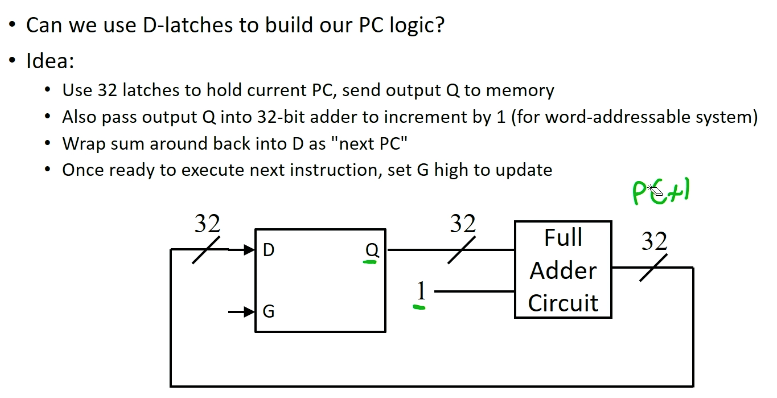 • Can we use D-latches to build our PC logic?
• Idea:
• Use 32 latches to hold current PC, send output Q to memory
• Also pass output Q into 32-bit adder to increment by 1 (for word-addressable system)
• Wrap sum around back into D as "next PC"
• Once ready to execute next instruction, set G high to update
PC+1
32
32
32
D
Q
G
1
Full
Adder
Circuit